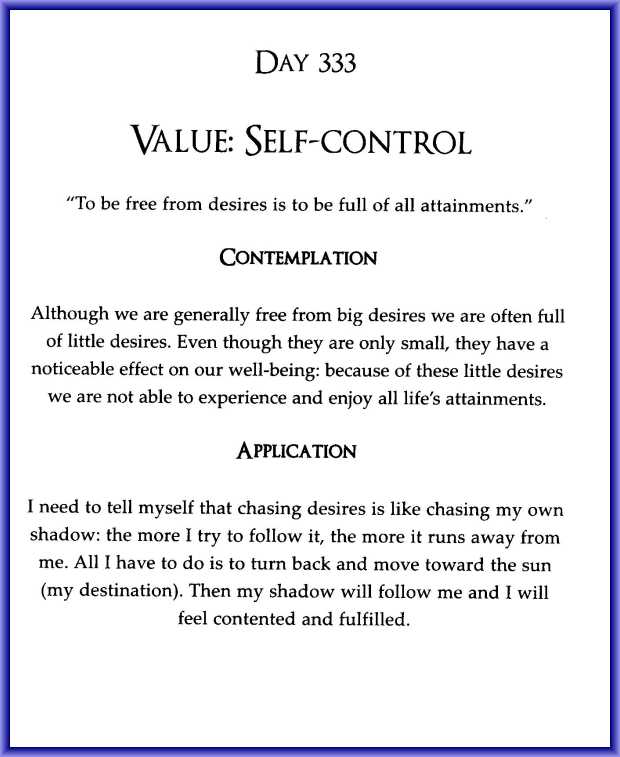 DAY 333
VALUE: SELF-CONTROL
“To be free from desires is to be full of all attainments.”
CONTEMPLATION
Although we are generally free from big desires we are often full
of little desires. Even though they are only small, they have a
noticeable effect on our well-being: because of these little desires
we are not able to experience and enjoy all life’s attainments.
APPLICATION
I need to tell myself that chasing desires is like chasing my own
shadow: the more I try to follow it, the more it runs away from
me. All I have to do is to turn back and move toward the sun
(my destination). Then my shadow will follow me and I will
feel contented and fulfilled.